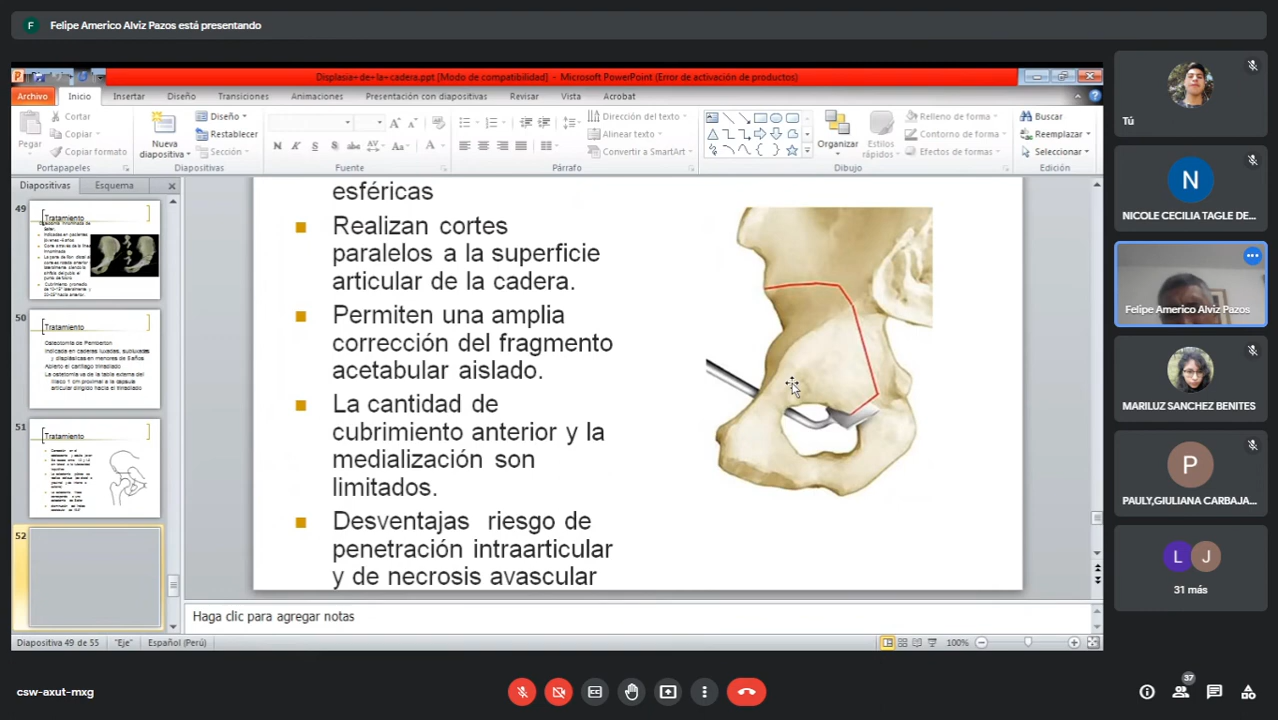 F
Felipe Americo Alviz Pazos está presentando
Displasia+de+la+cadera.ppt [Modo de compatibilidad] - Microsoft PowerPoint (Error de activación de productos)
Archivo Inicio Insertar Diseño Transiciones Animaciones Presentación con diapositivas Revisar Vista Acrobat
Pegar
Cortar
Copiar
Copiar formato
Portapapeles
Nueva
diapositiva
Diseño
Restablecer
Sección
Diapositivas
N K S S abc AV Aa A
Fuente
Dirección del texto
Alinear texto
Convertir a SmartArt
Párrafo
Organizar
Estilos
rápidos
Relleno de forma
Contorno de forma
Efectos de formas
Dibujo
Buscar
Reemplazar
Seleccionar
Edición
Diapositivas Esquema
49
Tratamiento
50
Tratamiento
51
Tratamiento
52
esféricas
Realizan cortes
paralelos a la superficie
articular de la cadera.
Permiten una amplia
corrección del fragmento
acetabular aislado.
La cantidad de
cubrimiento anterior y la
medialización son
limitados.
Desventajas riesgo de
penetración intraarticular
y de necrosis avascular
Haga clic para agregar notas
Diapositiva 49 de 55 "Eje" Español (Perú) 100%
Tú
N
NICOLE CECILIA TAGLE DE...
Felipe Americo Alviz Pazos
MARILUZ SANCHEZ BENITES
P
PAULY,GIULIANA CARBAJA...
L J
31 más
csw-axut-mxg
37